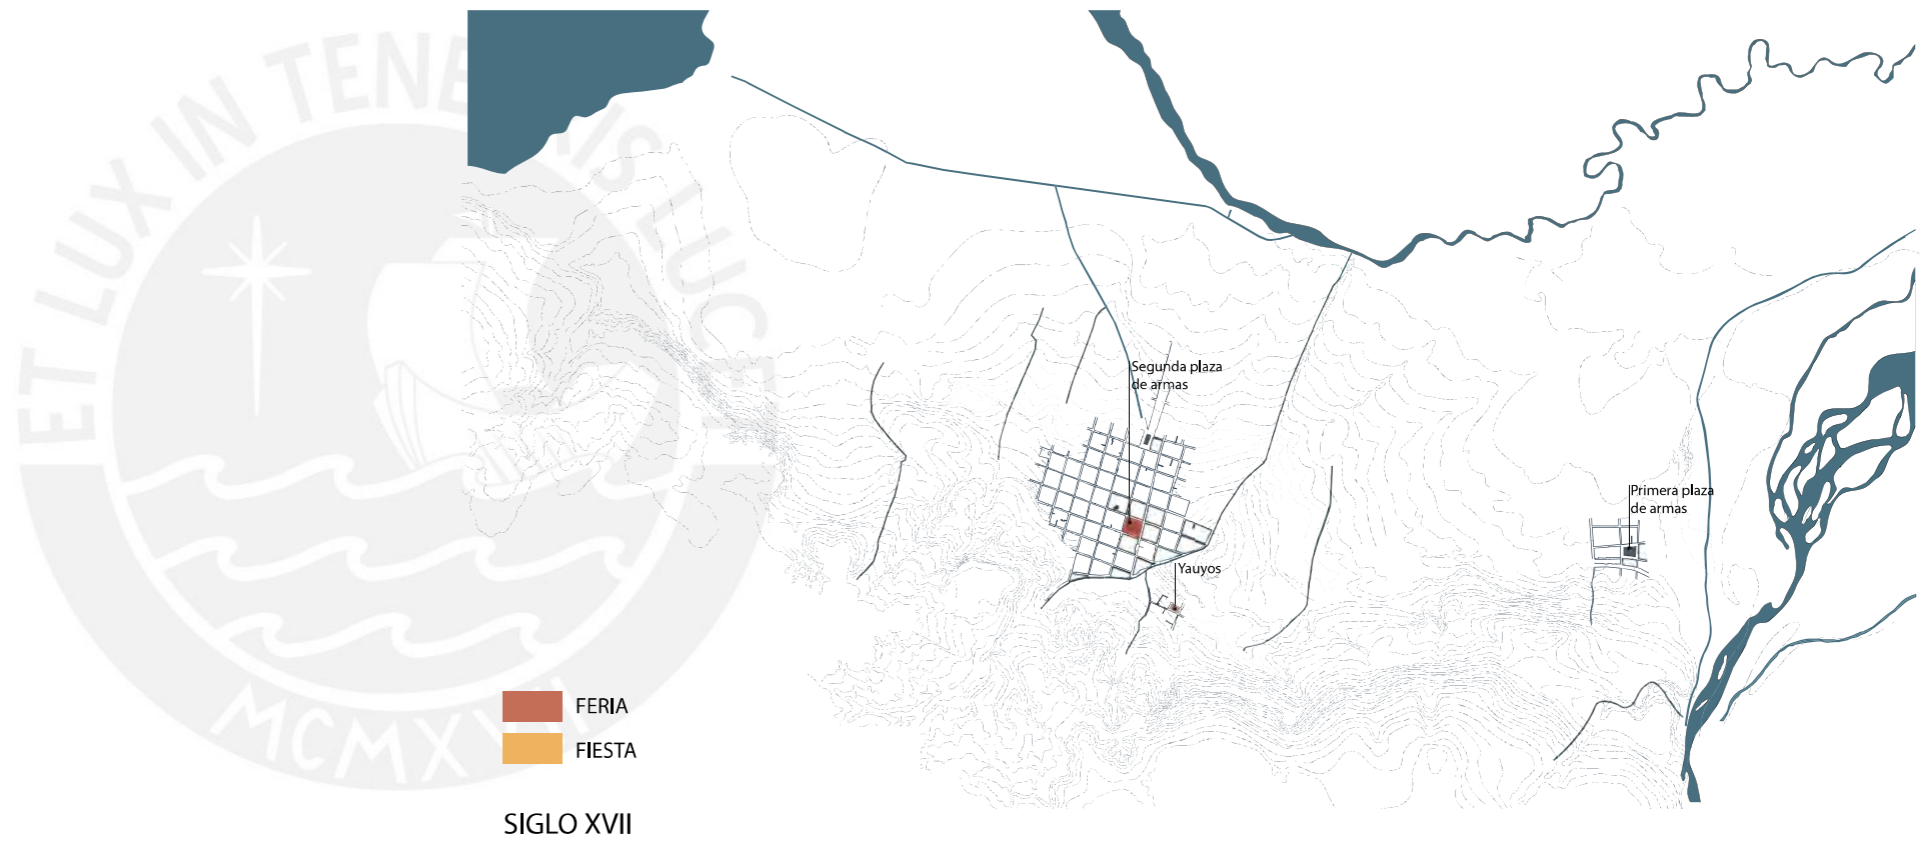 ET LUX IN TENEBRIS LUCET
MCMXVII
Segunda plaza
de armas
Primera plaza
de armas
Yauyos
FERIA
FIESTA
SIGLO XVII